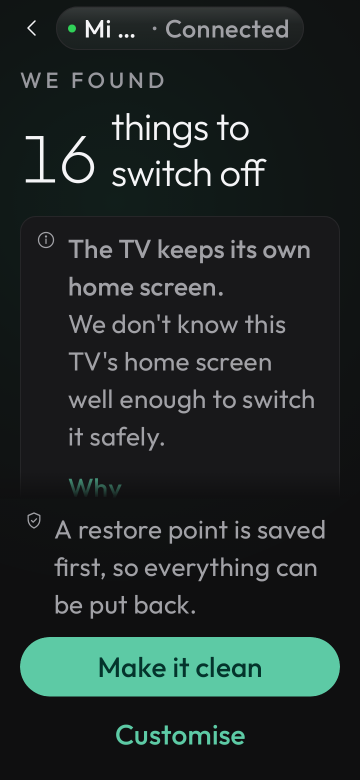 Mi ... · Connected
WE FOUND
16 things to
switch off
The TV keeps its own
home screen.
We don't know this
TV's home screen
well enough to switch
it safely.
Why
A restore point is saved
first, so everything can
be put back.
Make it clean
Customise